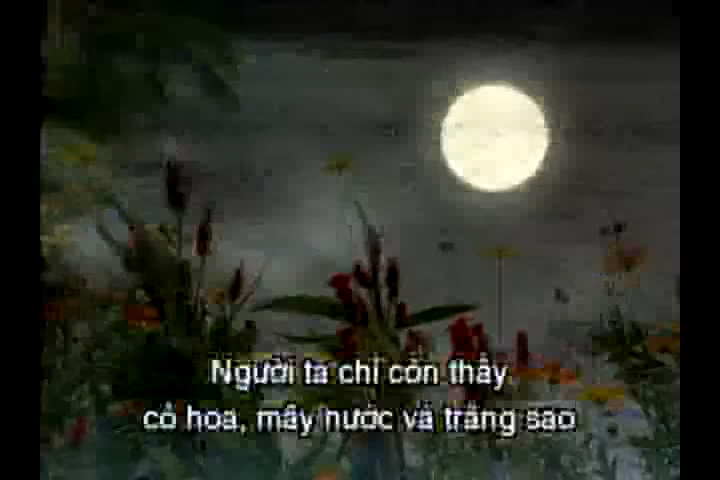 Người ta chỉ còn thấy
cỏ hoa, mây nước và trăng sao